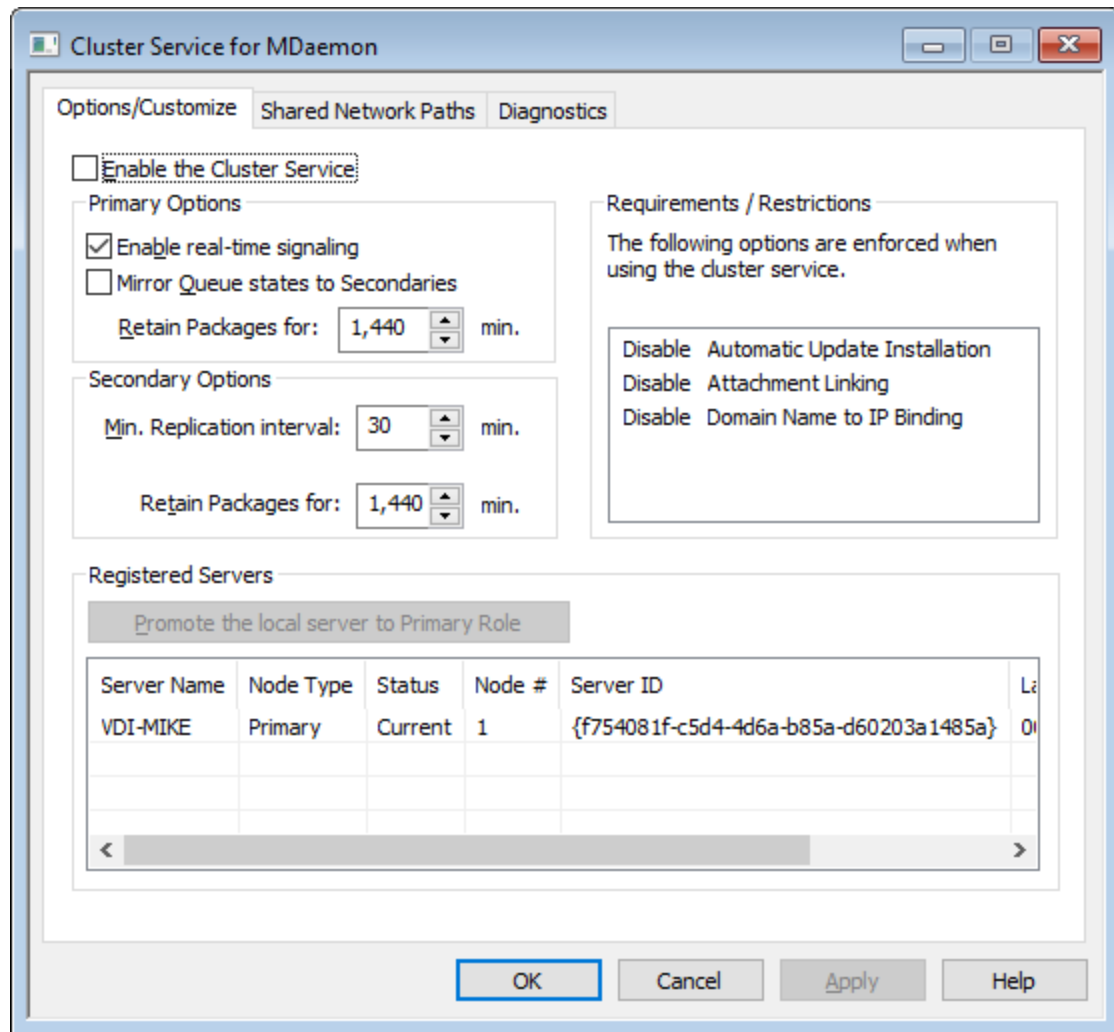 Cluster Service for MDaemon
Options/Customize Shared Network Paths Diagnostics
Enable the Cluster Service
Primary Options
Enable real-time signaling
Mirror Queue states to Secondaries
Retain Packages for: 1,440 min.
Secondary Options
Min. Replication interval: 30 min.
Retain Packages for: 1,440 min.
Requirements / Restrictions
The following options are enforced when
using the cluster service.
Disable Automatic Update Installation
Disable Attachment Linking
Disable Domain Name to IP Binding
Registered Servers
Promote the local server to Primary Role
Server Name Node Type Status Node # Server ID
VDI-MIKE Primary Current 1 {f754081f-c5d4-4d6a-b85a-d60203a1485a}
OK Cancel Apply Help